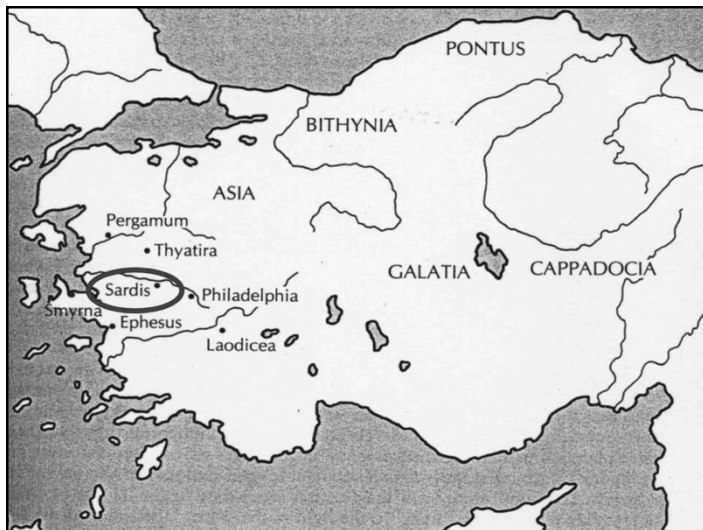 PONTUS
BITHYNIA
ASIA
Pergamum
Thyatira
GALATIA
CAPPADOCIA
Sardis
Philadelphia
Smyrna
Ephesus
Laodicea